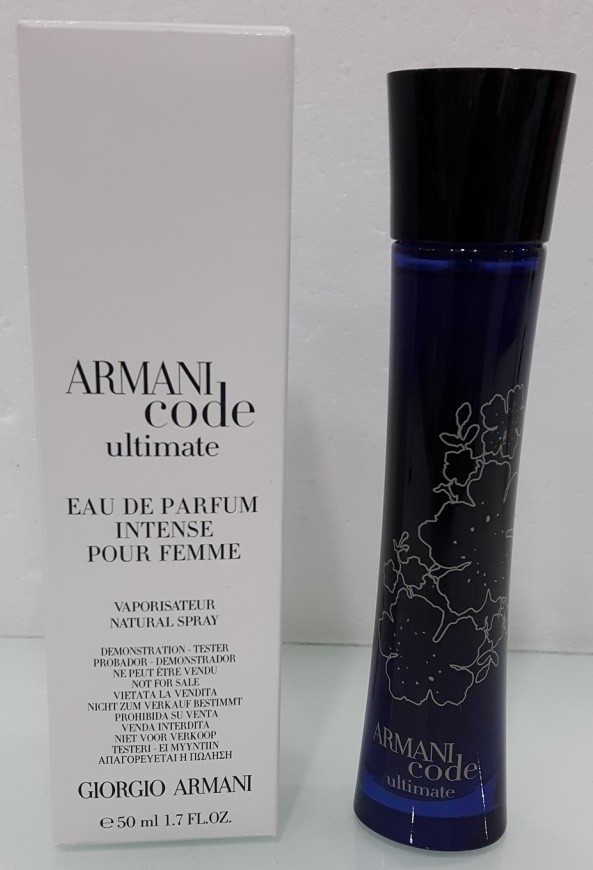 ARMANI
code
ultimate
EAU DE PARFUM
INTENSE
POUR FEMME
VAPORISATEUR
NATURAL SPRAY
DEMONSTRATION - TESTER
PROBADOR - DEMONSTRADOR
NE PEUT ÊTRE VENDU
NOT FOR SALE
VIETATA LA VENDITA
NICHT ZUM VERKAUF BESTIMMT
PROHIBIDA SU VENTA
VENDA INTERDITA
NIET VOOR VERKOOP
TESTERI - EI MYYNTIIN
ΑΠΑΓΟΡΕΥΕΤΑΙ Η ΠΩΛΗΣΗ
GIORGIO ARMANI
℮ 50 ml 1.7 FL.OZ.
ARMANI
code
ultimate